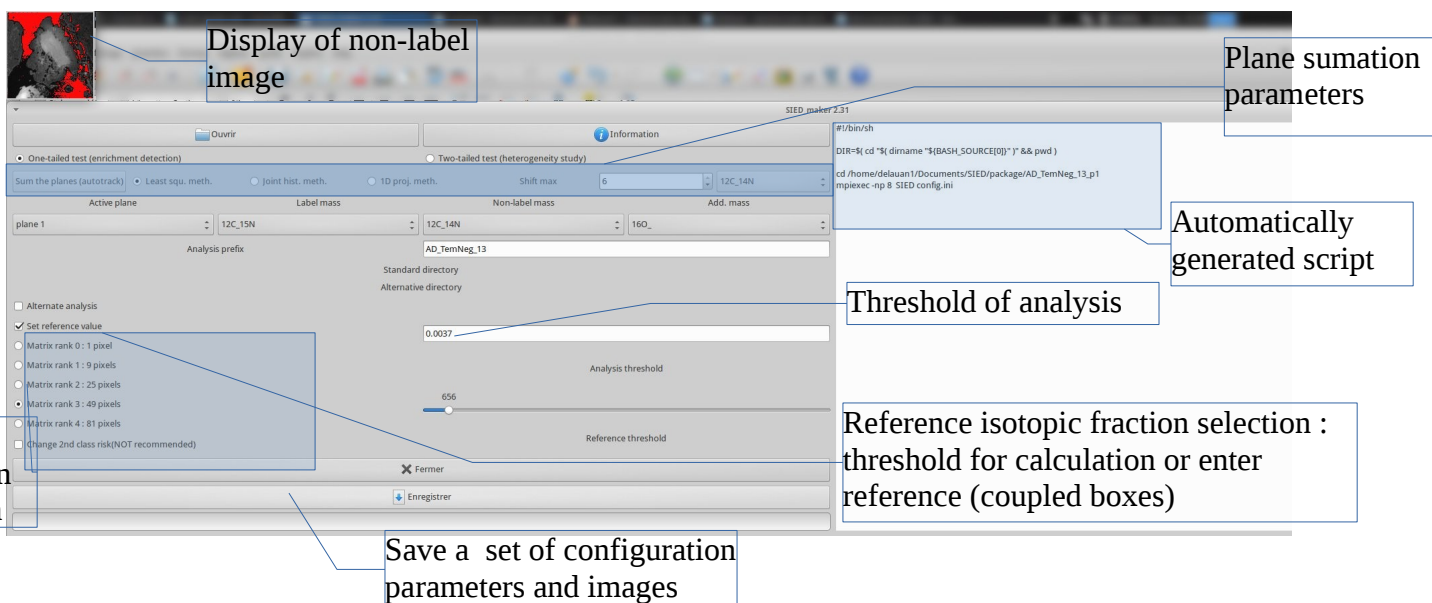 Display of non-label
image
Plane sumation
parameters
SIED_maker 2.31
Ouvrir
Information
One-tailed test (enrichment detection)
Two-tailed test (heterogeneity study)
Sum the planes (autotrack)
Least squ. meth.
Joint hist. meth.
1D proj. meth.
Shift max
6
12C_14N
Active plane
Label mass
Non-label mass
Add. mass
plane 1
12C_15N
12C_14N
16O_
Analysis prefix
AD_TemNeg_13
Standard directory
Alternative directory
Alternate analysis
Set reference value
0.0037
Matrix rank 0 : 1 pixel
Matrix rank 1 : 9 pixels
Analysis threshold
Matrix rank 2 : 25 pixels
656
Matrix rank 3 : 49 pixels
Matrix rank 4 : 81 pixels
Reference threshold
Change 2nd class risk(NOT recommended)
Fermer
Enregistrer
#!/bin/sh
DIR=$( cd "$( dirname "${BASH_SOURCE[0]}" )" && pwd )
cd /home/delauan1/Documents/SIED/package/AD_TemNeg_13_p1
mpiexec -np 8 SIED config.ini
Automatically
generated script
Threshold of analysis
Reference isotopic fraction selection :
threshold for calculation or enter
reference (coupled boxes)
Save a set of configuration
parameters and images